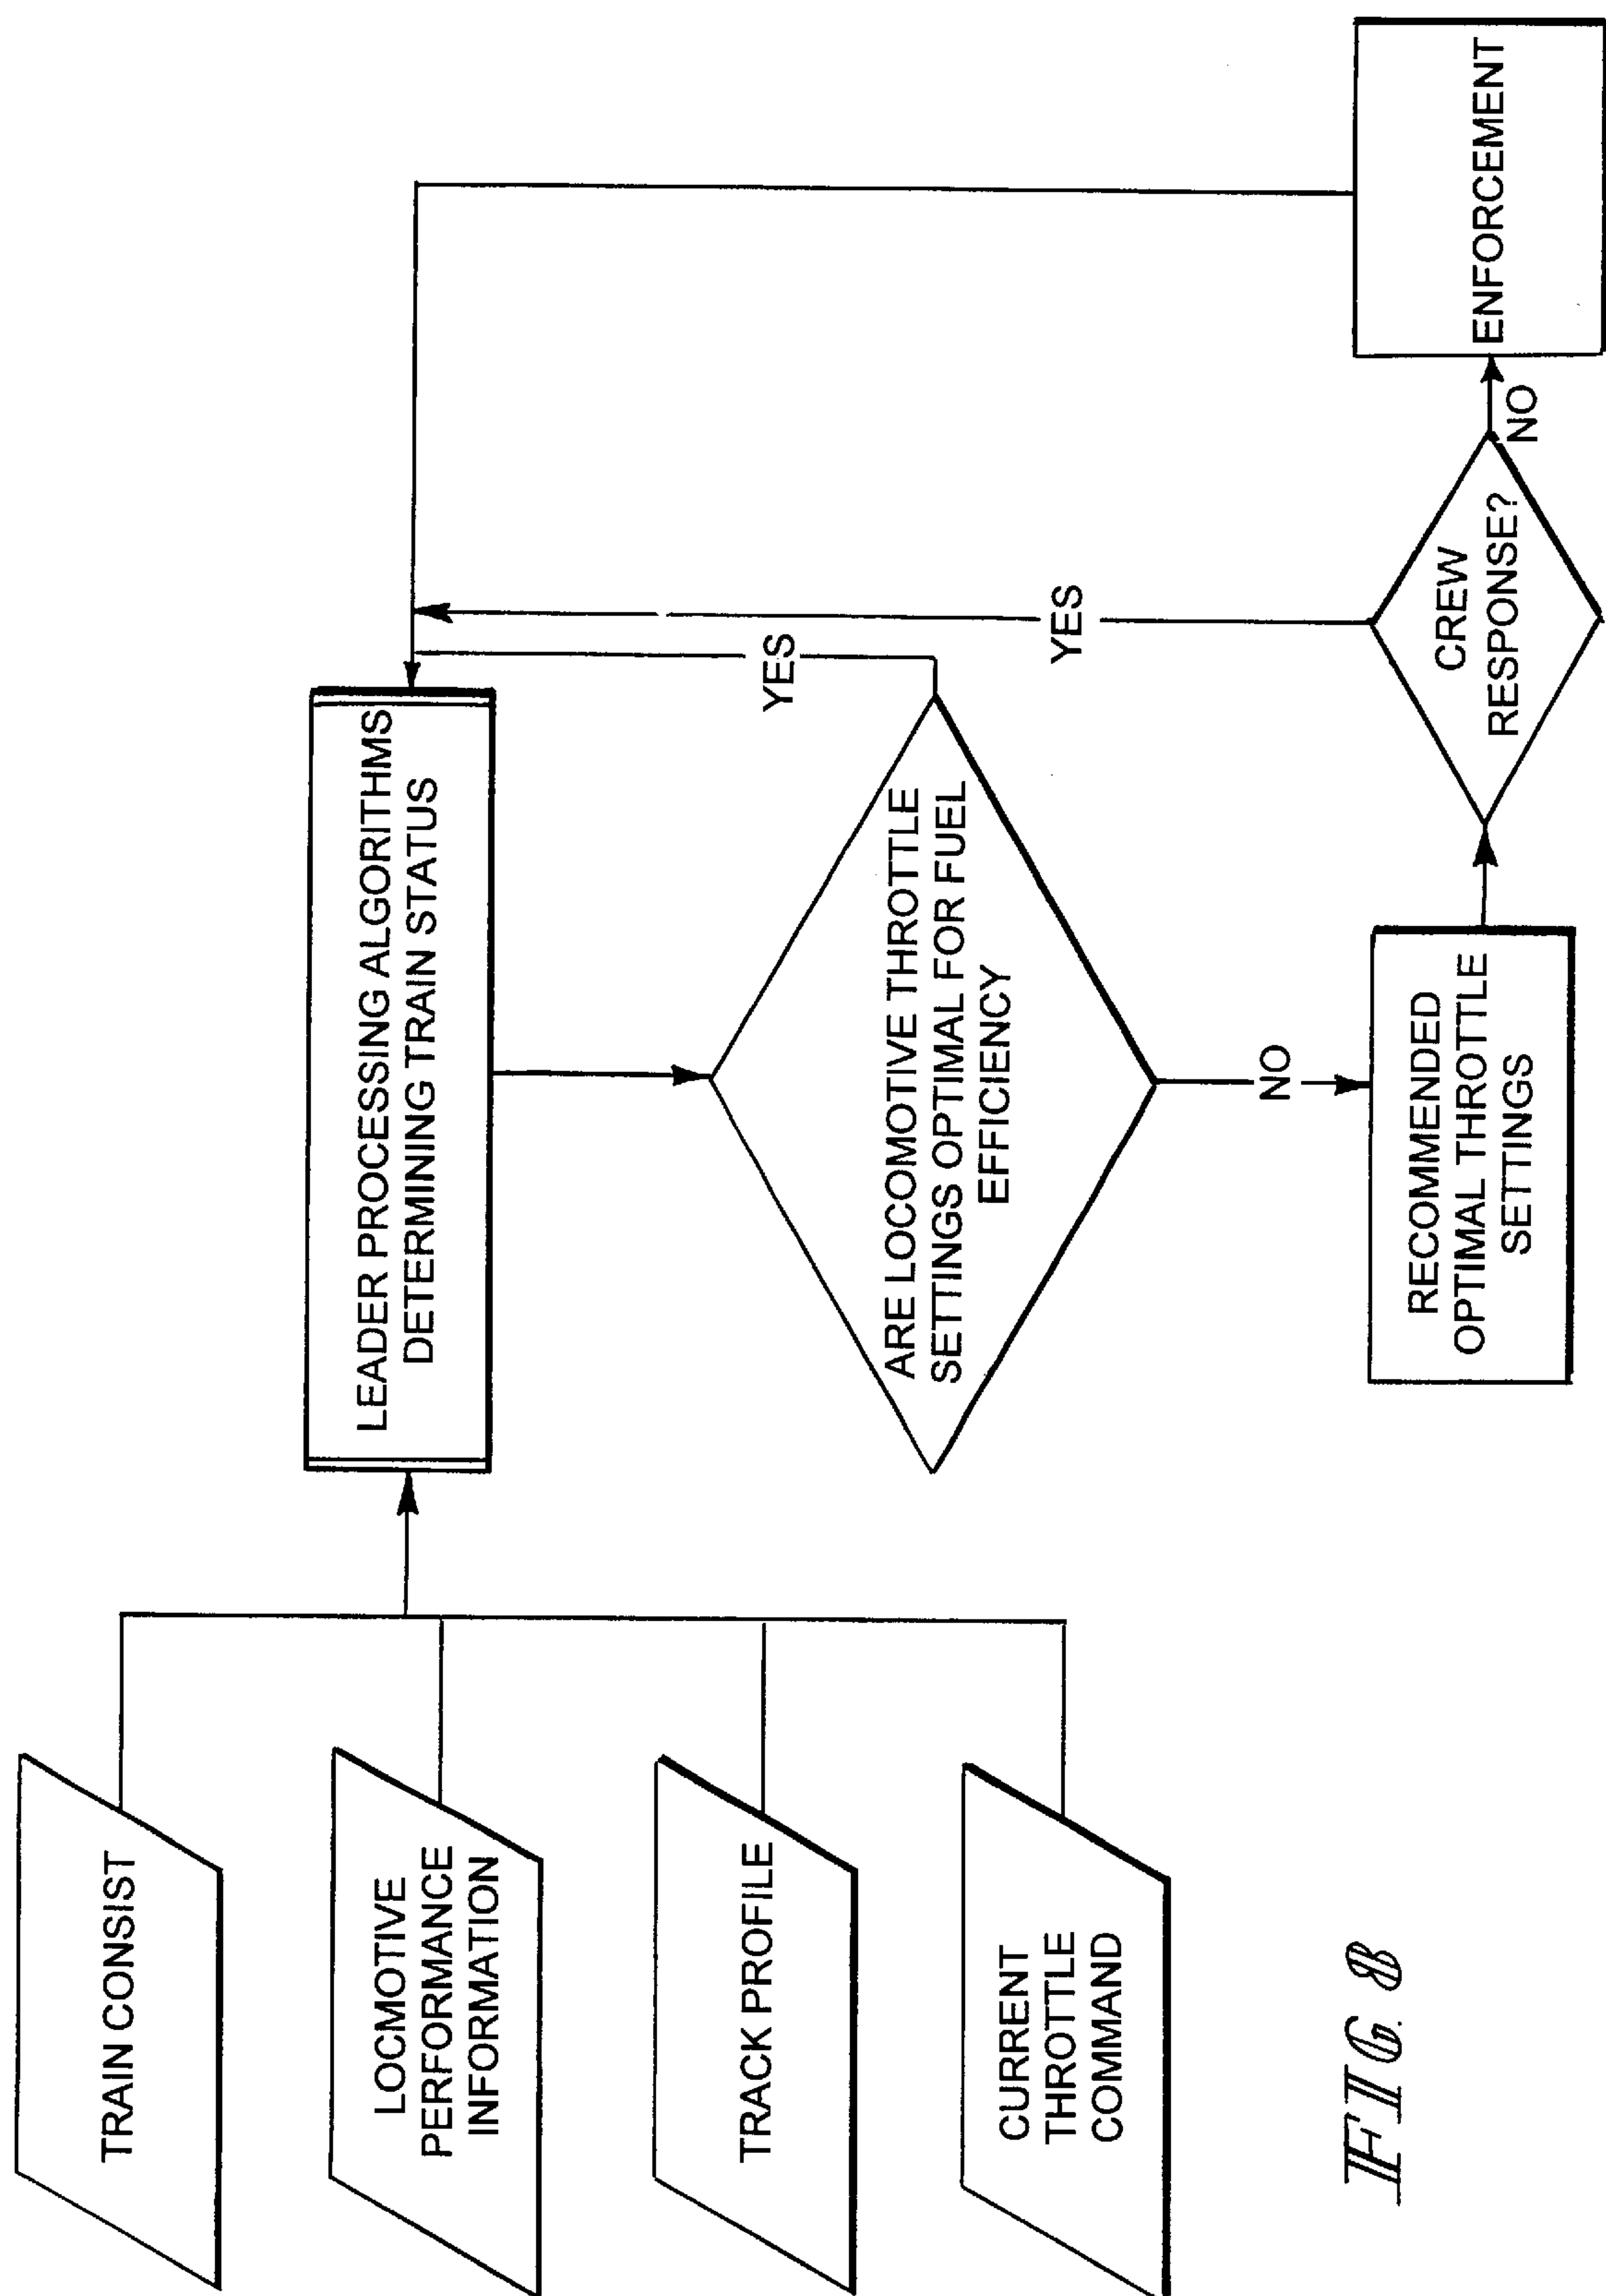 TRAIN CONSIST
LOCMOTIVE
PERFORMANCE
INFORMATION
TRACK PROFILE
CURRENT
THROTTLE
COMMAND
LEADER PROCESSING ALGORITHMS
DETERMINING TRAIN STATUS
ARE LOCOMOTIVE THROTTLE
SETTINGS OPTIMAL FOR FUEL
EFFICIENCY
YES
NO
RECOMMENDED
OPTIMAL THROTTLE
SETTINGS
CREW
RESPONSE?
YES
NO
ENFORCEMENT
FIG. 8